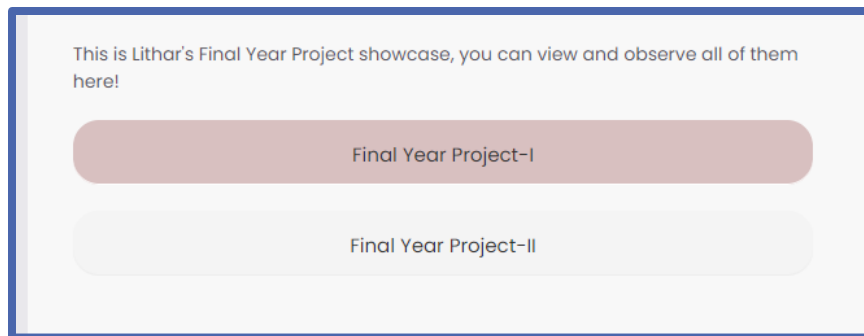 This is Lithar's Final Year Project showcase, you can view and observe all of them
here!
Final Year Project-I
Final Year Project-II